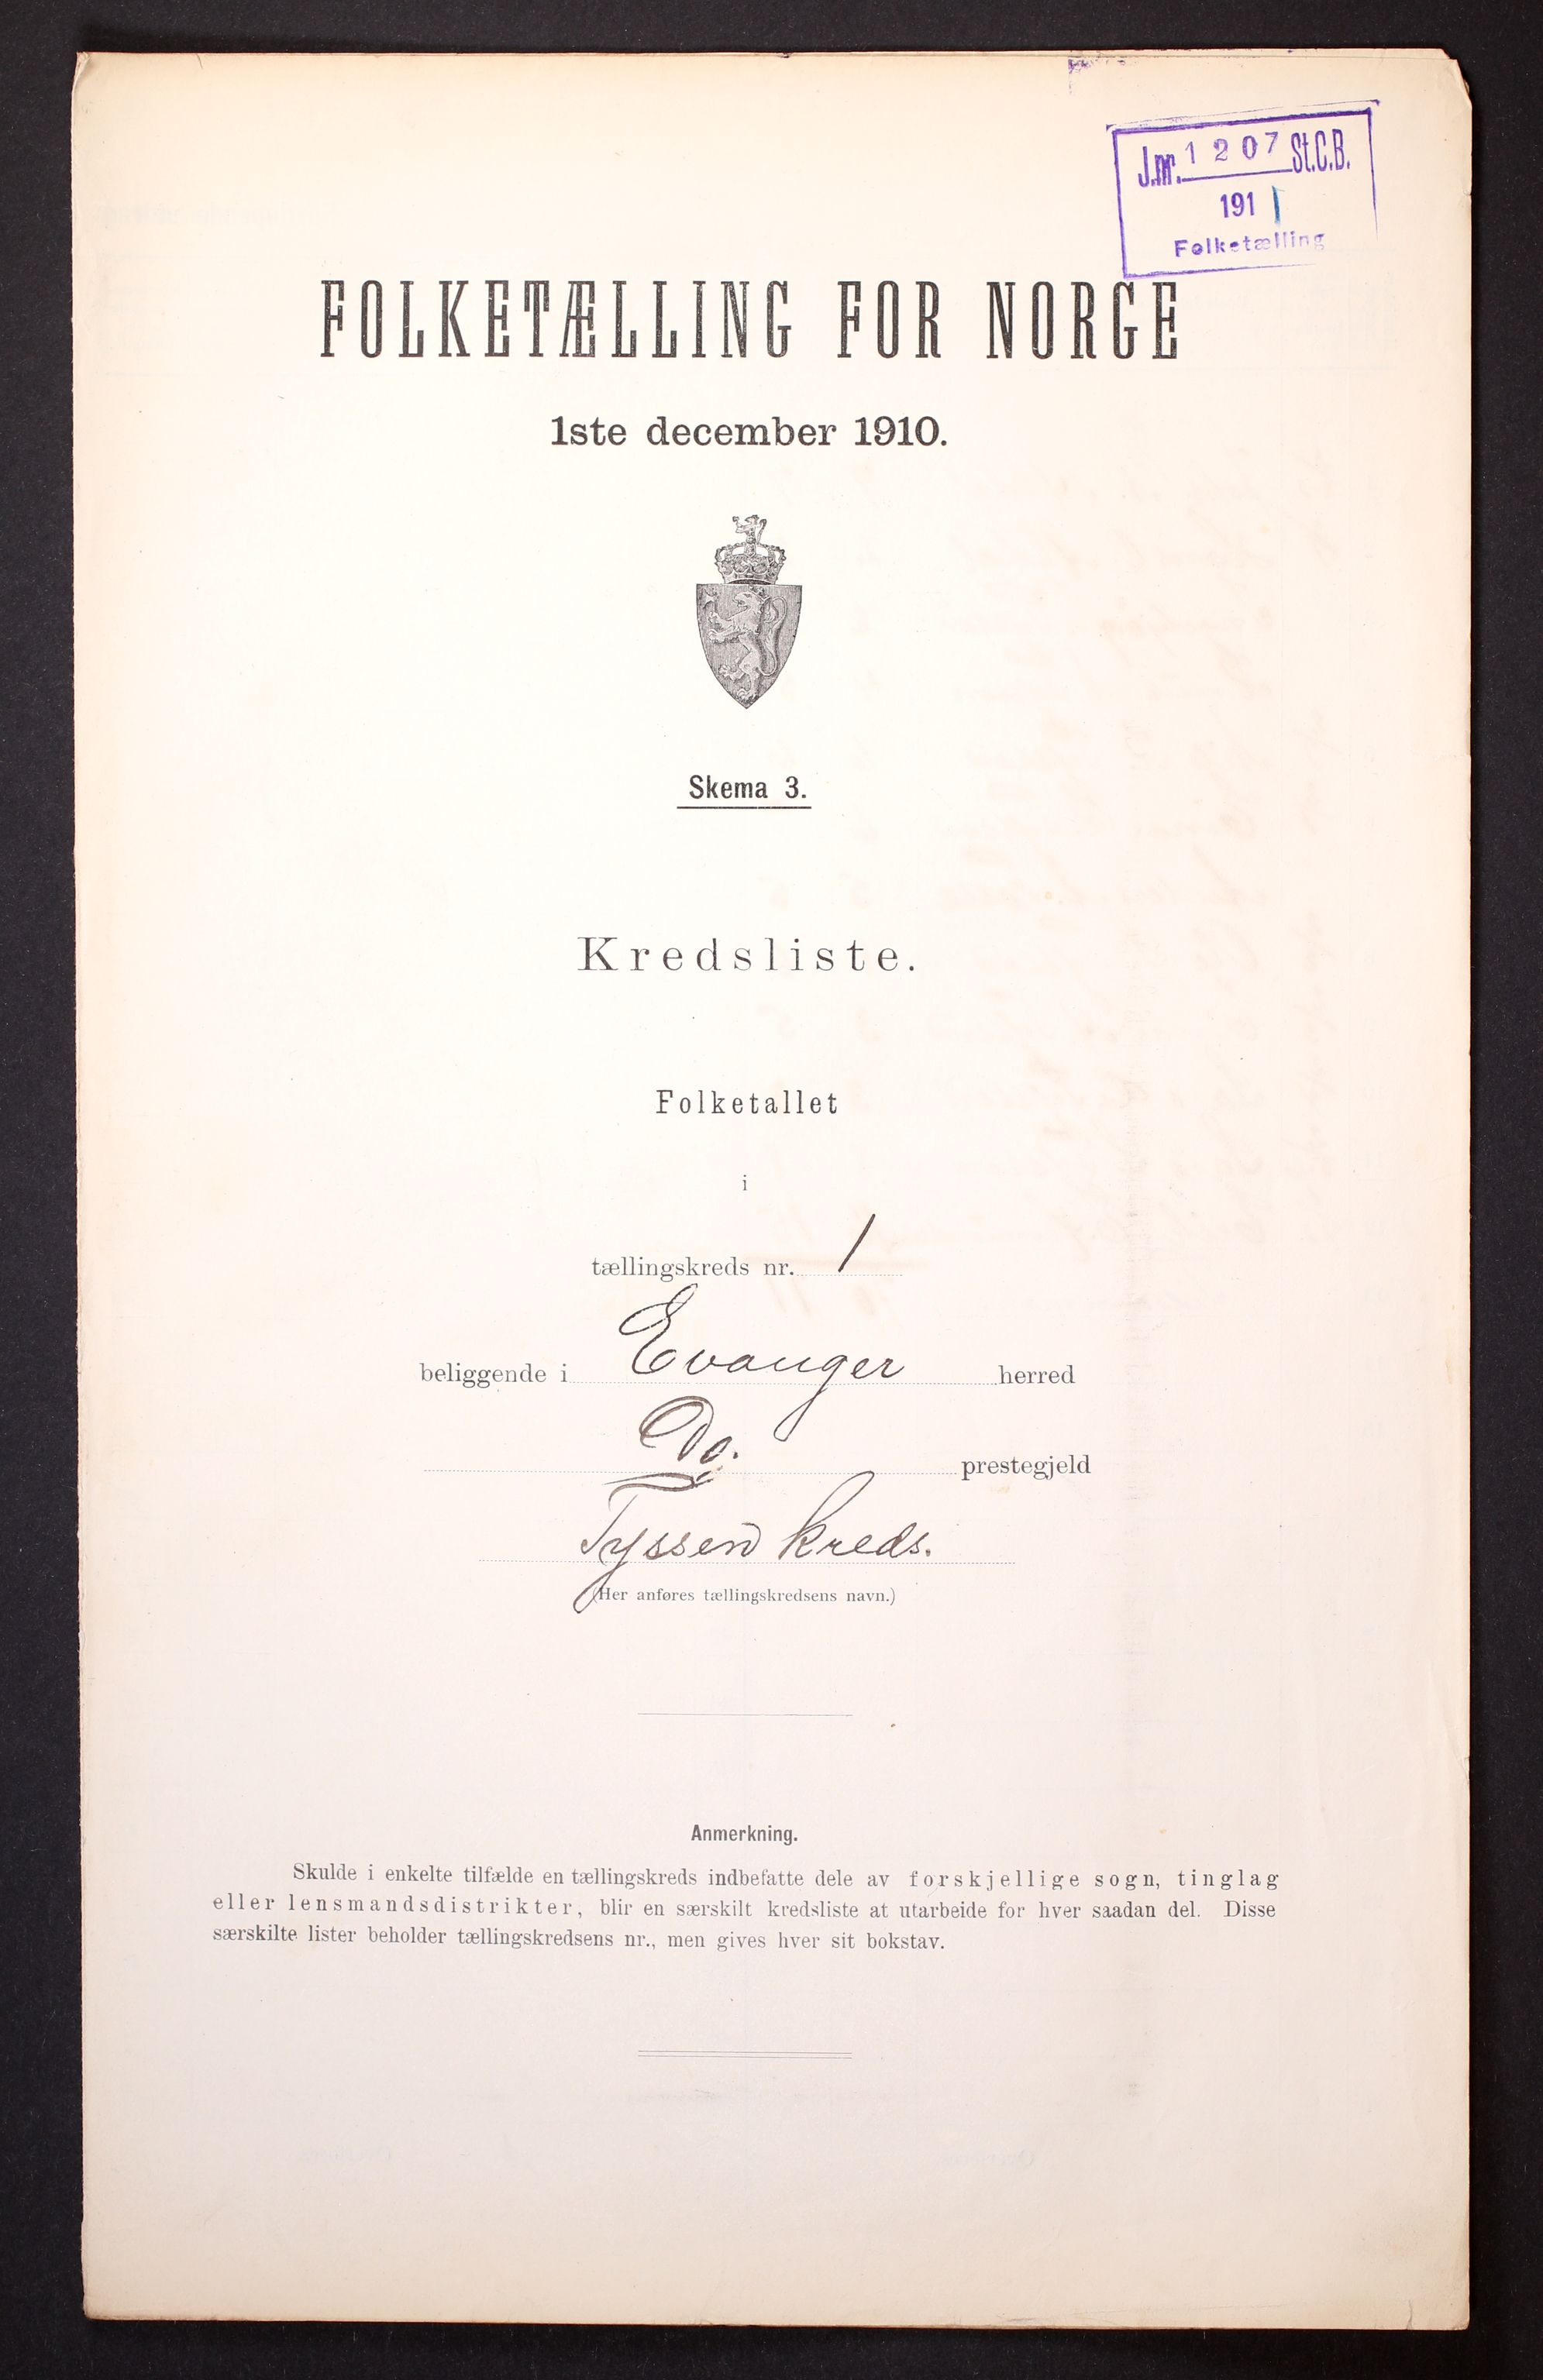 J.nr. 1207 St.C.B.
1911
Folketælling
FOLKETÆLLING FOR NORGE
1ste december 1910.
Skema 3.
Kredsliste.
Folketallet
i
tællingskreds nr. 1
beliggende i Evanger herred
Do. prestegjeld
Tyssen kreds.
(Her anføres tællingskredsens navn.)
Anmerkning.
Skulde i enkelte tilfælde en tællingskreds indbefatte dele av forskjellige sogn, tinglag
eller lensmandsdistrikter, blir en særskilt kredsliste at utarbeide for hver saadan del. Disse
særskilte lister beholder tællingskredsens nr., men gives hver sit bokstav.